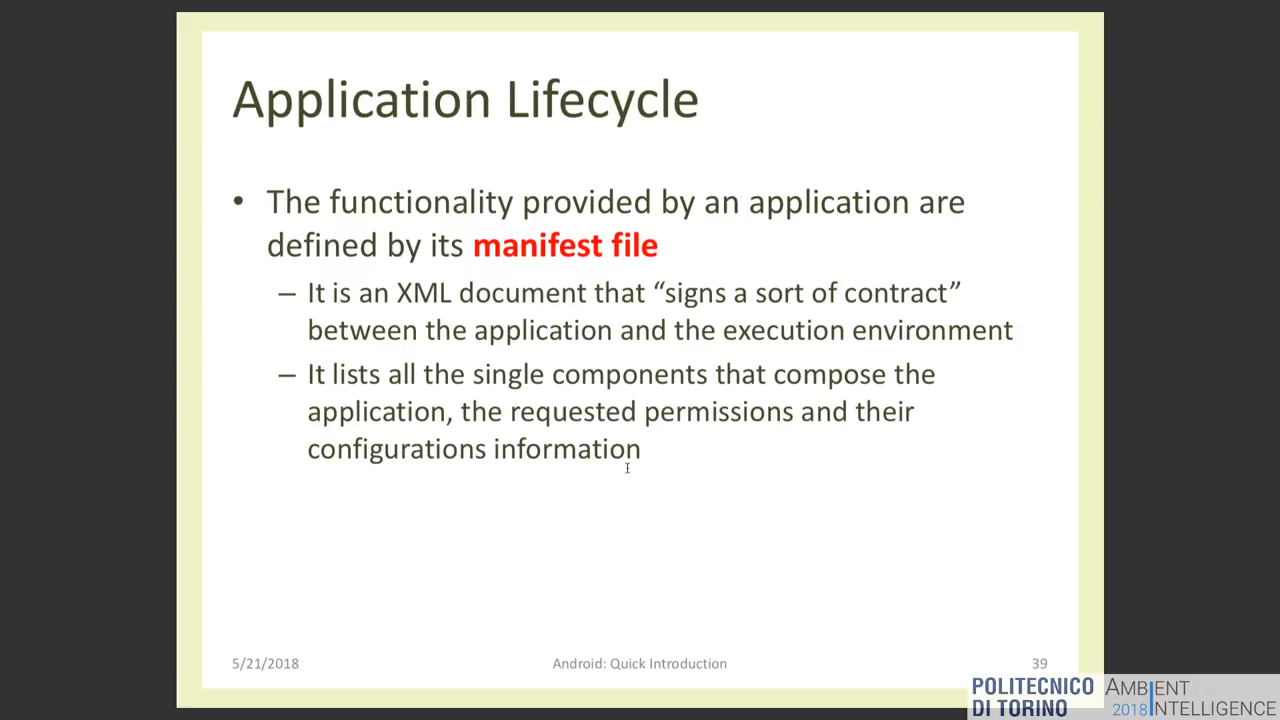 Application Lifecycle
• The functionality provided by an application are
defined by its manifest file
– It is an XML document that “signs a sort of contract”
between the application and the execution environment
– It lists all the single components that compose the
application, the requested permissions and their
configurations information
5/21/2018
Android: Quick Introduction
39
POLITECNICO
DI TORINO
AMBIENT
2018 INTELLIGENCE